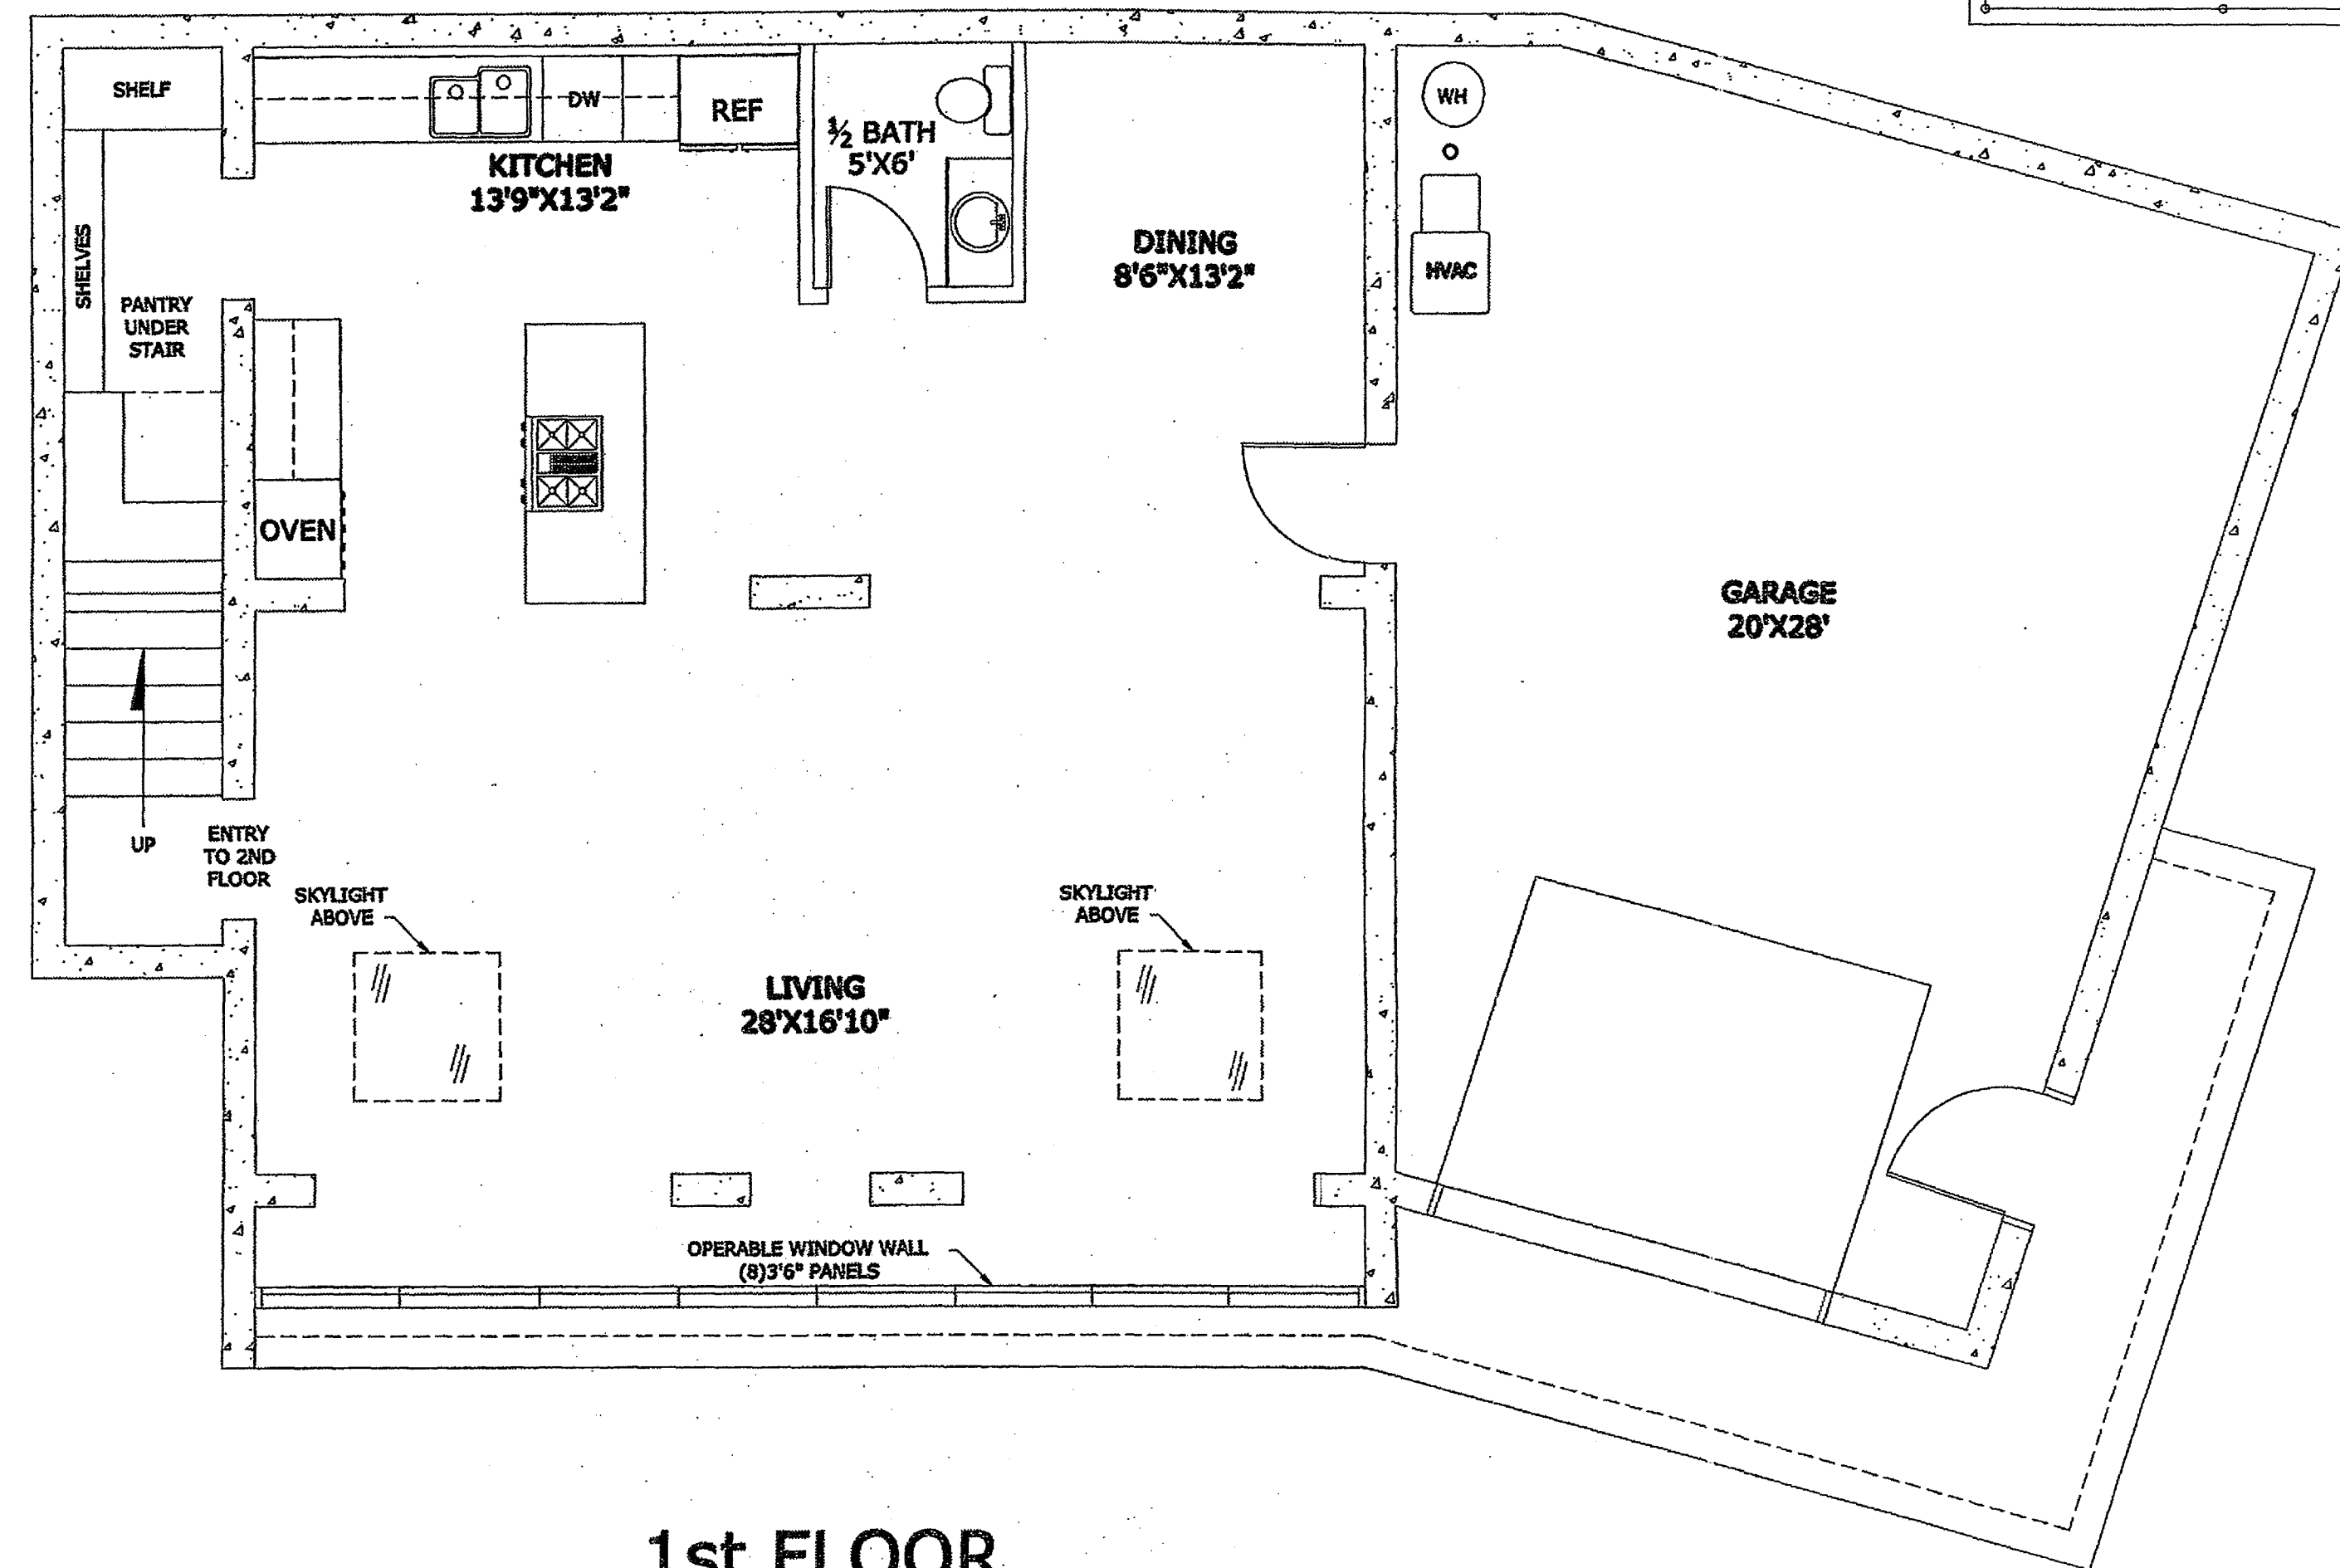 SHELF
DW
REF
½ BATH
5'X6'
WH
KITCHEN
13'9"X13'2"
SHELVES
DINING
8'6"X13'2"
HVAC
PANTRY
UNDER
STAIR
OVEN
GARAGE
20'X28'
UP
ENTRY
TO 2ND
FLOOR
SKYLIGHT
ABOVE
SKYLIGHT
ABOVE
LIVING
28'X16'10"
OPERABLE WINDOW WALL
(8)3'6" PANELS
1st FLOOR